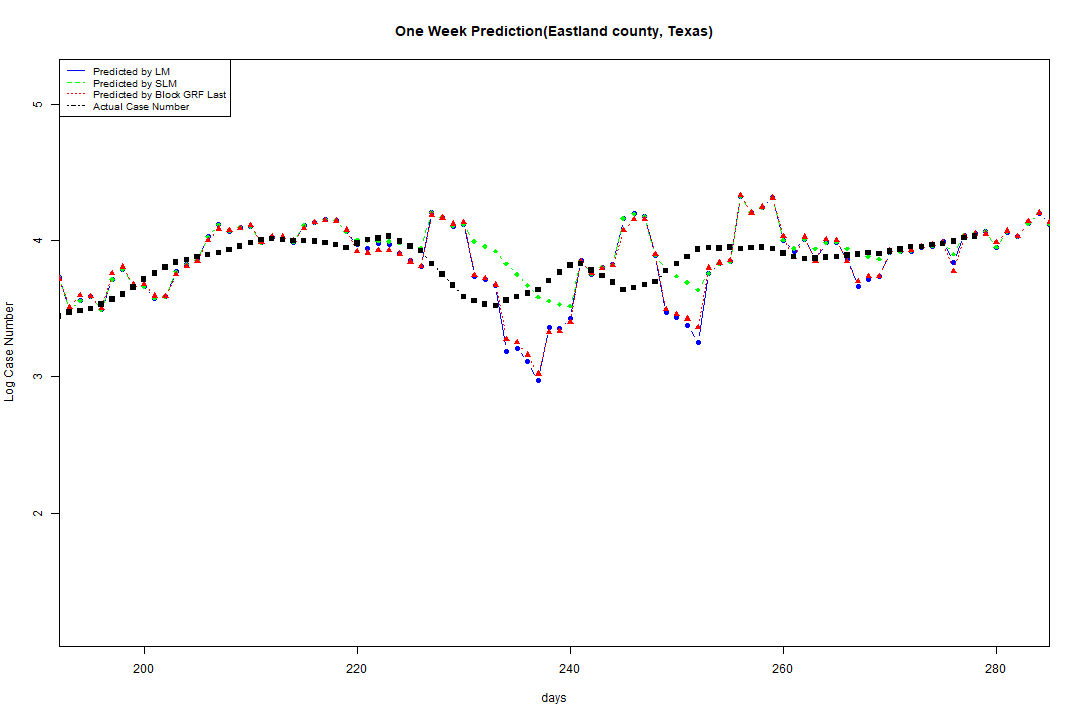 One Week Prediction(Eastland county, Texas)
Predicted by LM
Predicted by SLM
Predicted by Block GRF Last
Actual Case Number
5
4
3
2
Log Case Number
200 220 240 260 280
days